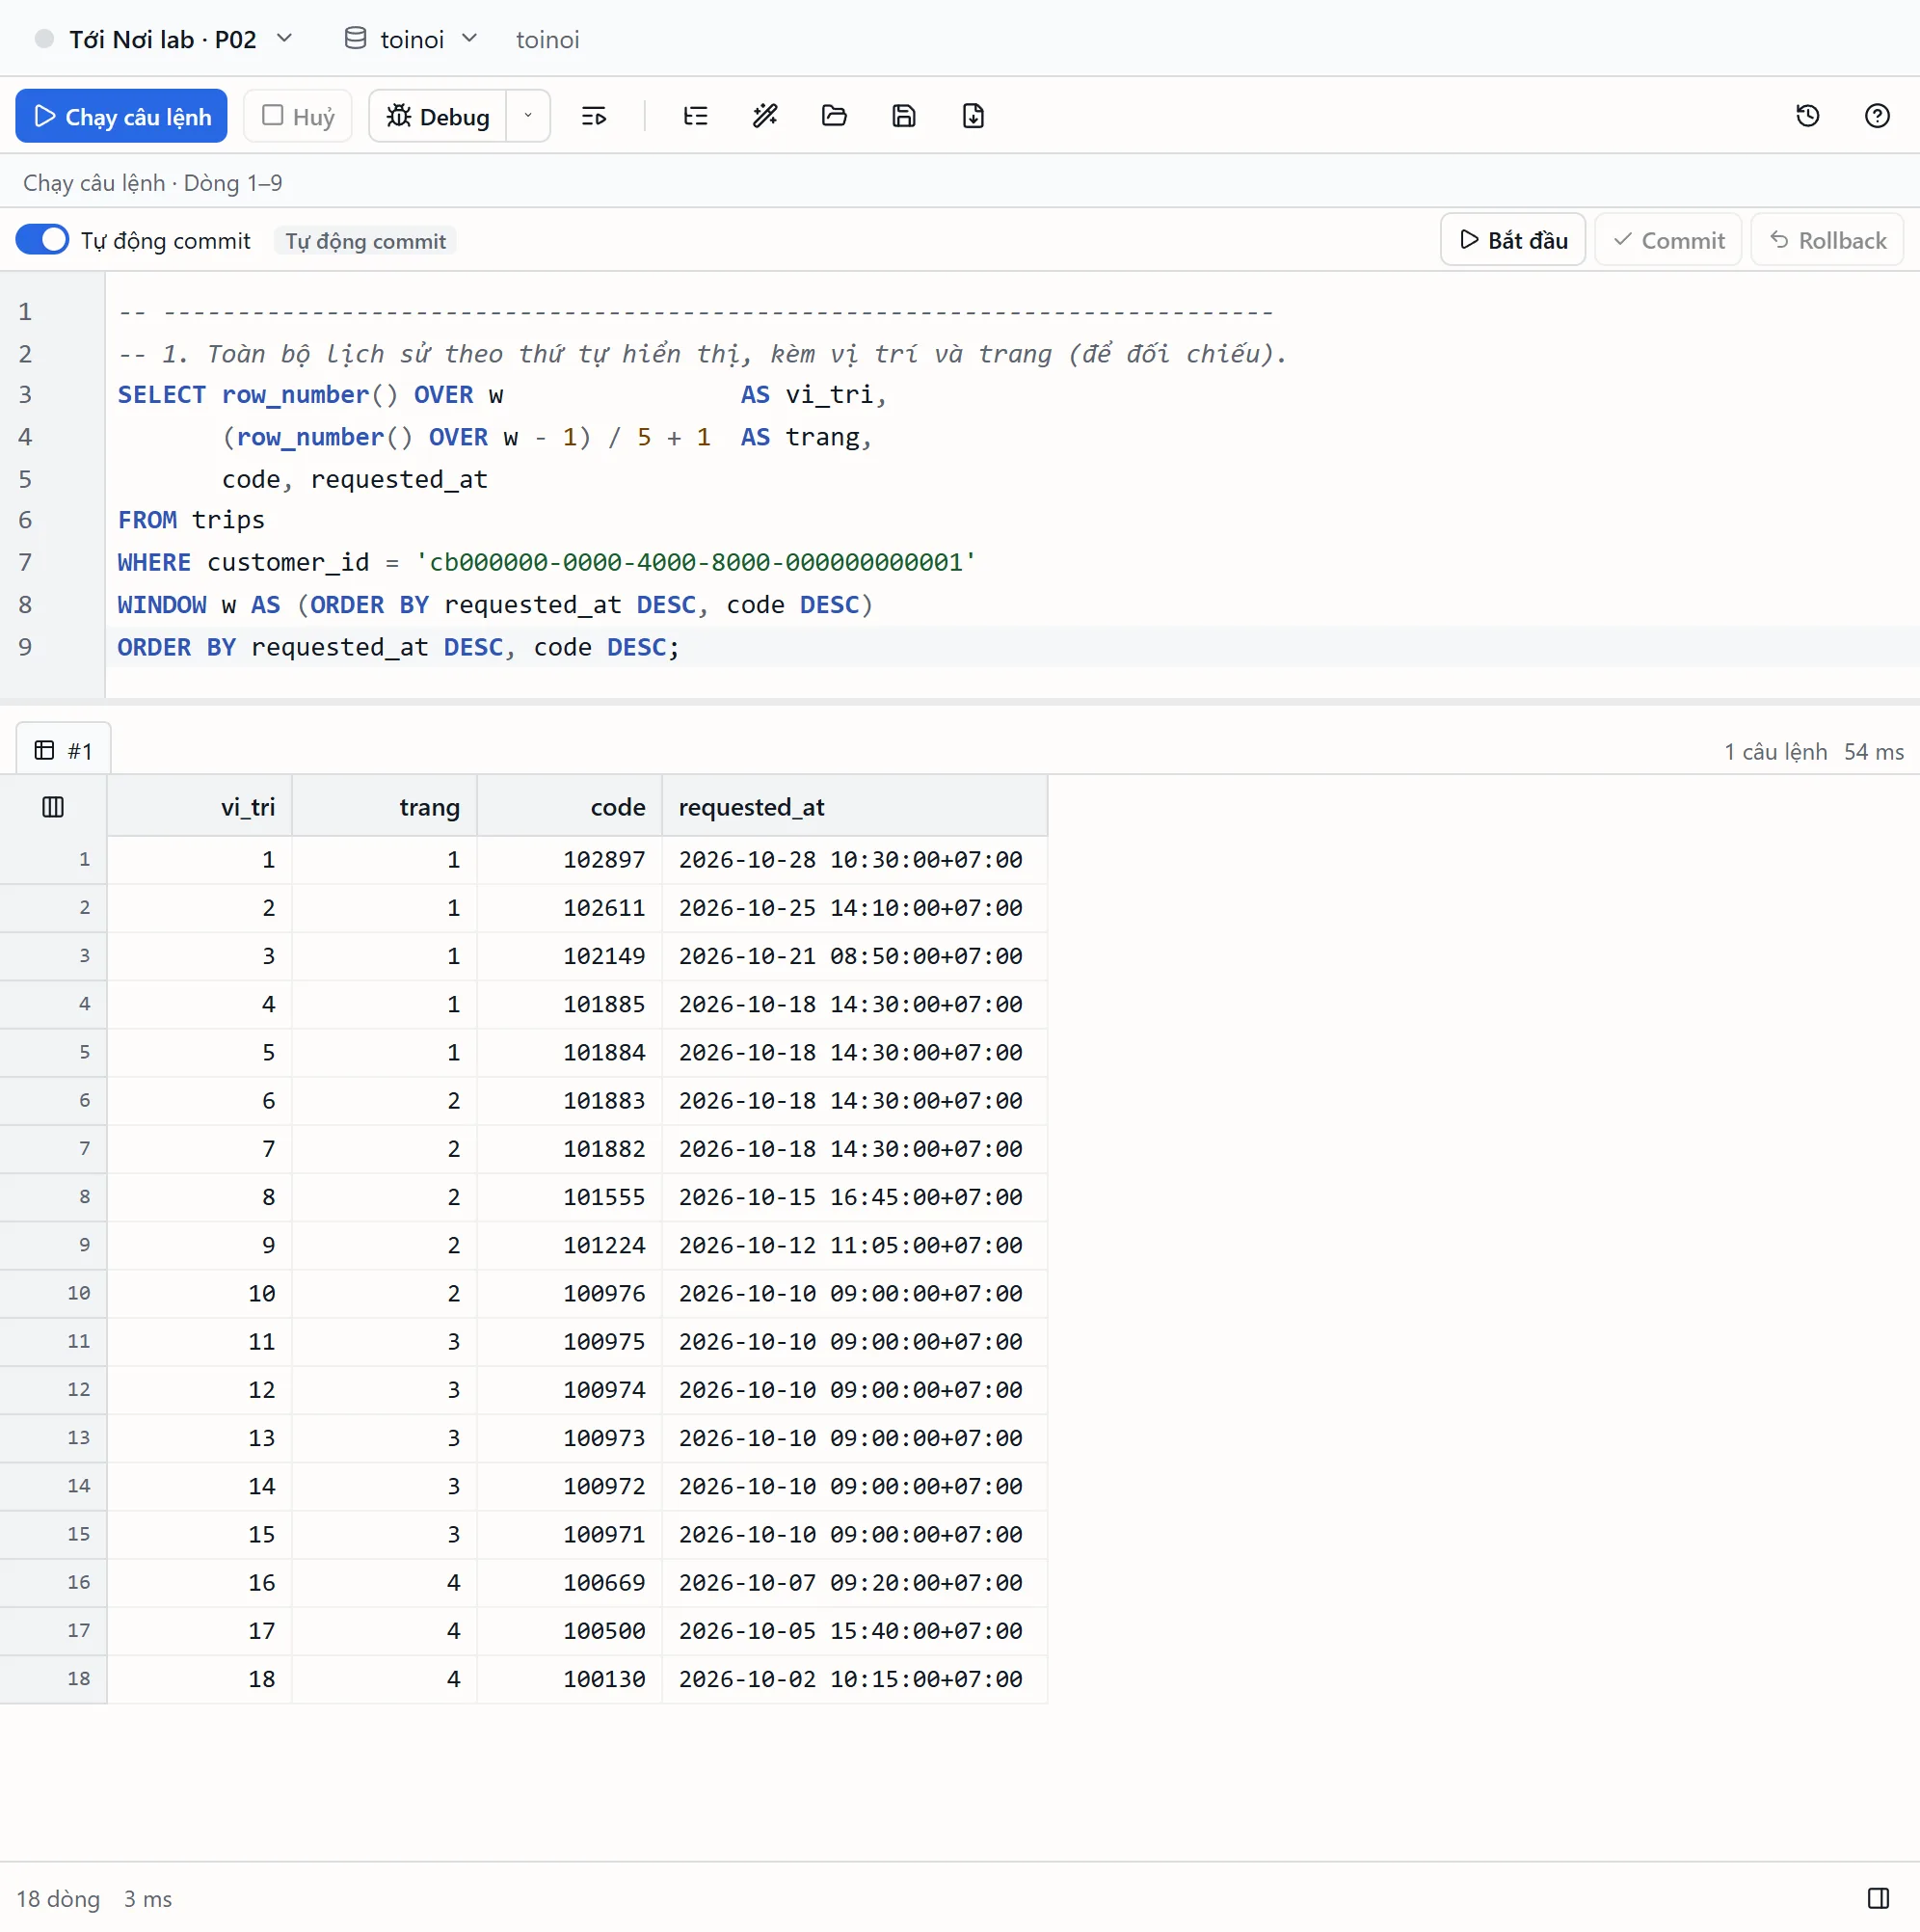 Tới Nơi lab · P02 toinoi toinoi
Chạy câu lệnh Huỷ Debug
Chạy câu lệnh · Dòng 1–9
Tự động commit Tự động commit Bắt đầu Commit Rollback
1 -- ---------------------------------------------------------------------------
2 -- 1. Toàn bộ lịch sử theo thứ tự hiển thị, kèm vị trí và trang (để đối chiếu).
3 SELECT row_number() OVER w                AS vi_tri,
4        (row_number() OVER w - 1) / 5 + 1  AS trang,
5        code, requested_at
6 FROM trips
7 WHERE customer_id = 'cb000000-0000-4000-8000-000000000001'
8 WINDOW w AS (ORDER BY requested_at DESC, code DESC)
9 ORDER BY requested_at DESC, code DESC;
#1 1 câu lệnh 54 ms
vi_tri trang code requested_at
1 1 1 102897 2026-10-28 10:30:00+07:00
2 2 1 102611 2026-10-25 14:10:00+07:00
3 3 1 102149 2026-10-21 08:50:00+07:00
4 4 1 101885 2026-10-18 14:30:00+07:00
5 5 1 101884 2026-10-18 14:30:00+07:00
6 6 2 101883 2026-10-18 14:30:00+07:00
7 7 2 101882 2026-10-18 14:30:00+07:00
8 8 2 101555 2026-10-15 16:45:00+07:00
9 9 2 101224 2026-10-12 11:05:00+07:00
10 10 2 100976 2026-10-10 09:00:00+07:00
11 11 3 100975 2026-10-10 09:00:00+07:00
12 12 3 100974 2026-10-10 09:00:00+07:00
13 13 3 100973 2026-10-10 09:00:00+07:00
14 14 3 100972 2026-10-10 09:00:00+07:00
15 15 3 100971 2026-10-10 09:00:00+07:00
16 16 4 100669 2026-10-07 09:20:00+07:00
17 17 4 100500 2026-10-05 15:40:00+07:00
18 18 4 100130 2026-10-02 10:15:00+07:00
18 dòng 3 ms